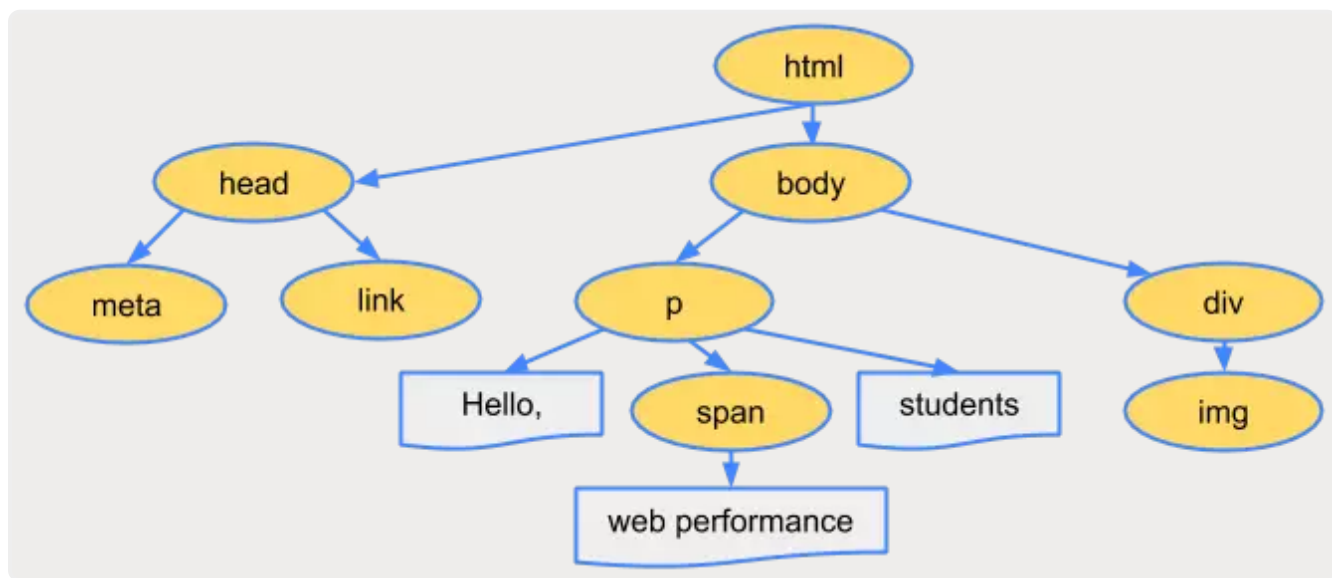 html
head
body
meta
link
p
div
Hello,
span
students
img
web performance